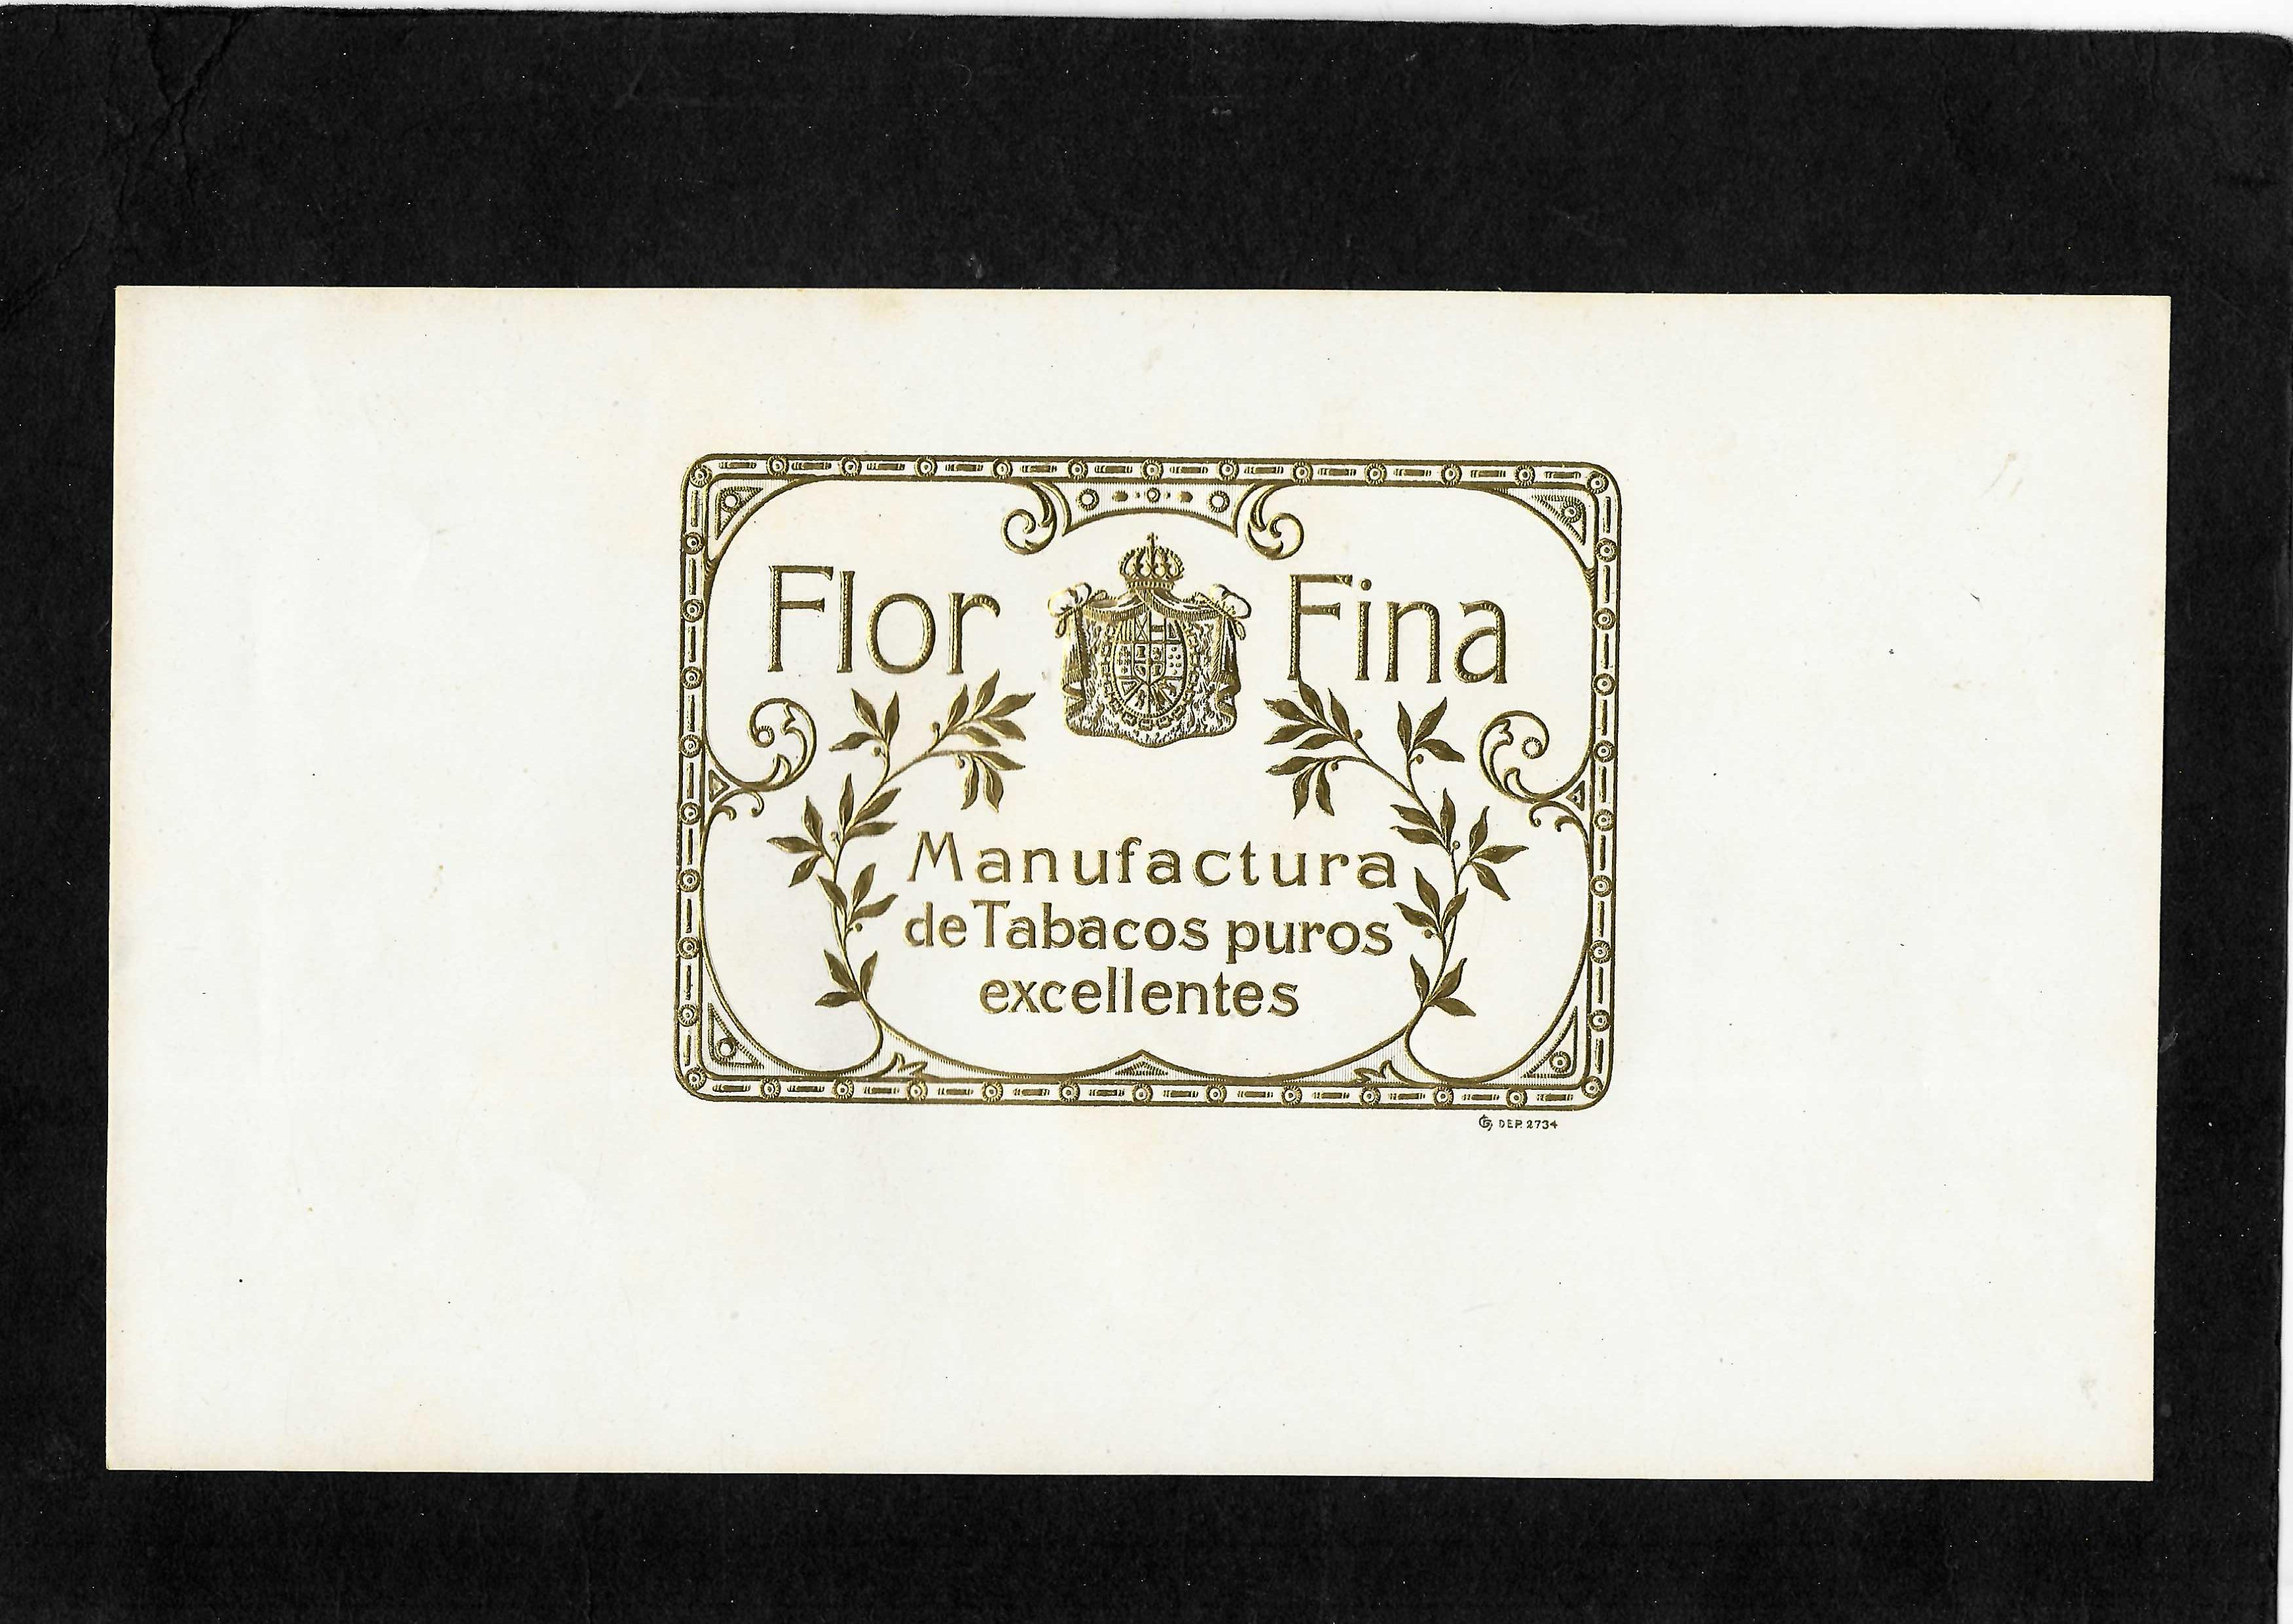 Flor Fina
Manufactura
de Tabacos puros
excellentes
DEP. 2734